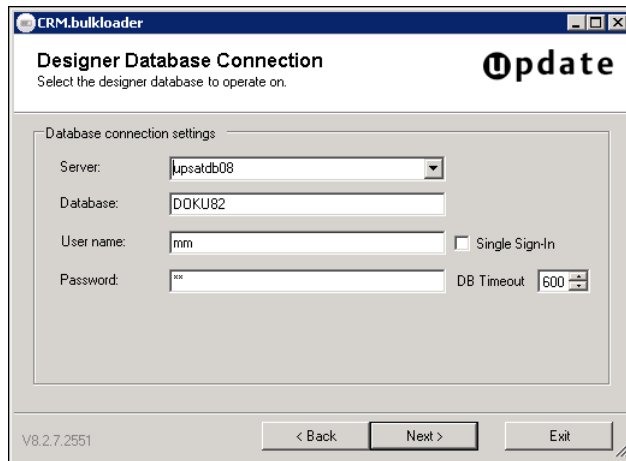 CRM.bulkloader
Designer Database Connection
Select the designer database to operate on.
update
Database connection settings
Server: upsatdb08
Database: DOKU82
User name: mm Single Sign-In
Password: ** DB Timeout 600
V8.2.7.2551 < Back Next > Exit